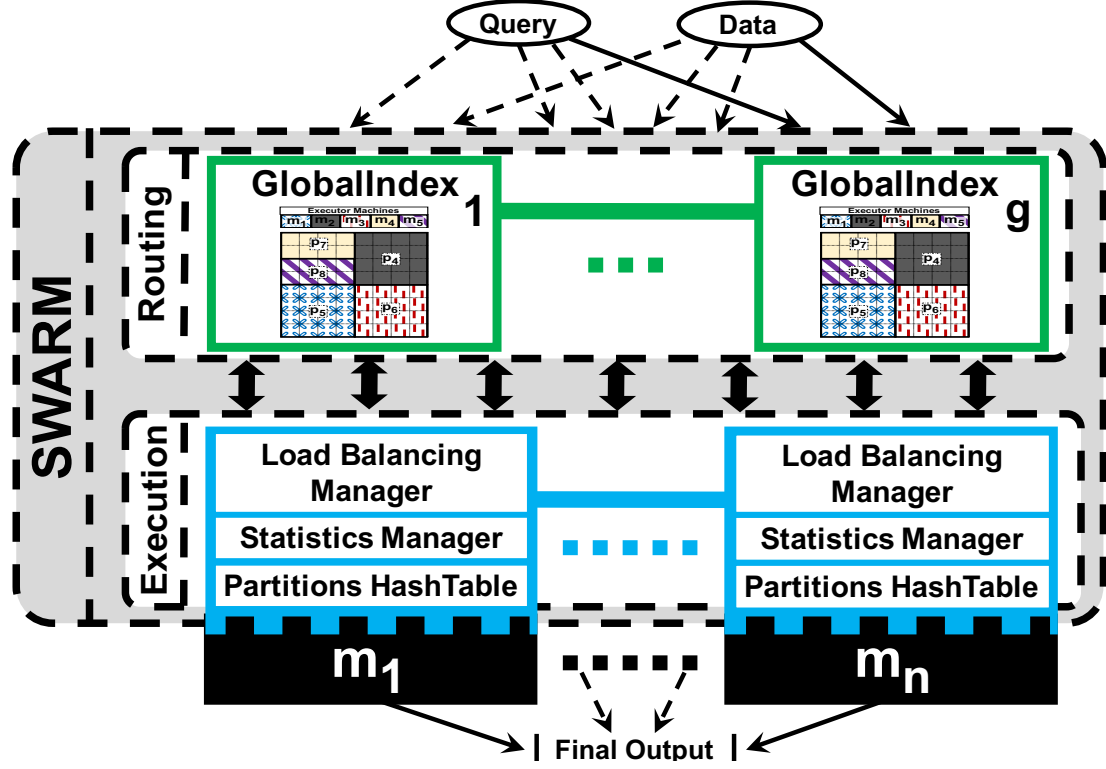 Query
Data
SWARM
Routing
GlobalIndex 1
Executor Machines
m1 m2 m3 m4 m5
p7
p4
p8
p5
p6
GlobalIndex g
Executor Machines
m1 m2 m3 m4 m5
p7
p4
p8
p5
p6
Execution
Load Balancing
Manager
Statistics Manager
Partitions HashTable
m1
Load Balancing
Manager
Statistics Manager
Partitions HashTable
mn
Final Output